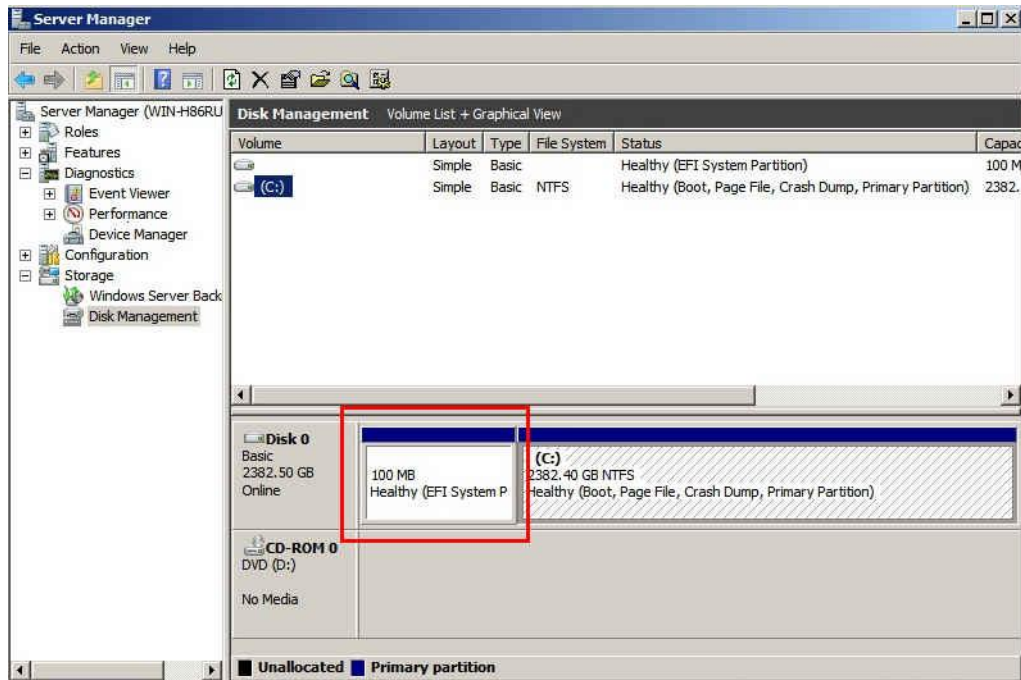 Server Manager
File Action View Help
Server Manager (WIN-H86RU
Roles
Features
Diagnostics
Event Viewer
Performance
Device Manager
Configuration
Storage
Windows Server Back
Disk Management
Disk Management Volume List + Graphical View
Volume Layout Type File System Status Capac
Simple Basic Healthy (EFI System Partition) 100 M
(C:) Simple Basic NTFS Healthy (Boot, Page File, Crash Dump, Primary Partition) 2382.
Disk 0
Basic
2382.50 GB
Online
100 MB
Healthy (EFI System P
(C:)
2382.40 GB NTFS
Healthy (Boot, Page File, Crash Dump, Primary Partition)
CD-ROM 0
DVD (D:)
No Media
Unallocated Primary partition